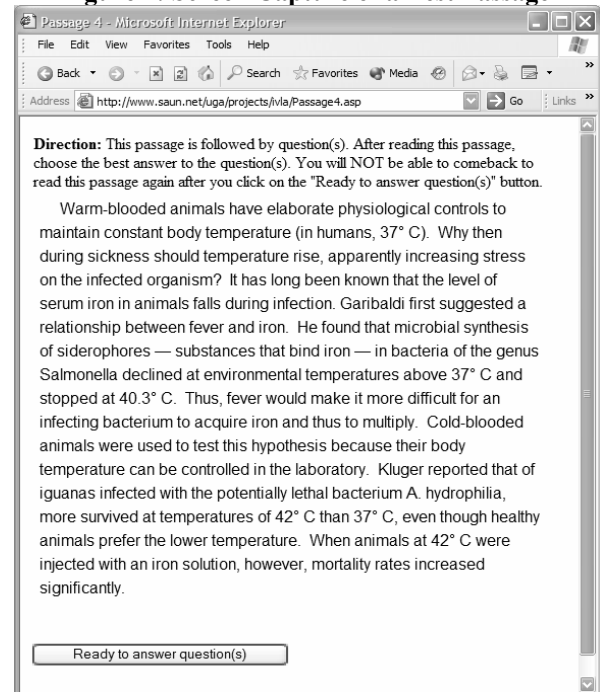 Passage 4 - Microsoft Internet Explorer
File Edit View Favorites Tools Help
Back Search Favorites Media »
Address http://www.saun.net/uga/projects/ivla/Passage4.asp Go Links »
Direction: This passage is followed by question(s). After reading this passage,
choose the best answer to the question(s). You will NOT be able to comeback to
read this passage again after you click on the "Ready to answer question(s)" button.
Warm-blooded animals have elaborate physiological controls to
maintain constant body temperature (in humans, 37° C). Why then
during sickness should temperature rise, apparently increasing stress
on the infected organism? It has long been known that the level of
serum iron in animals falls during infection. Garibaldi first suggested a
relationship between fever and iron. He found that microbial synthesis
of siderophores — substances that bind iron — in bacteria of the genus
Salmonella declined at environmental temperatures above 37° C and
stopped at 40.3° C. Thus, fever would make it more difficult for an
infecting bacterium to acquire iron and thus to multiply. Cold-blooded
animals were used to test this hypothesis because their body
temperature can be controlled in the laboratory. Kluger reported that of
iguanas infected with the potentially lethal bacterium A. hydrophilia,
more survived at temperatures of 42° C than 37° C, even though healthy
animals prefer the lower temperature. When animals at 42° C were
injected with an iron solution, however, mortality rates increased
significantly.
Ready to answer question(s)